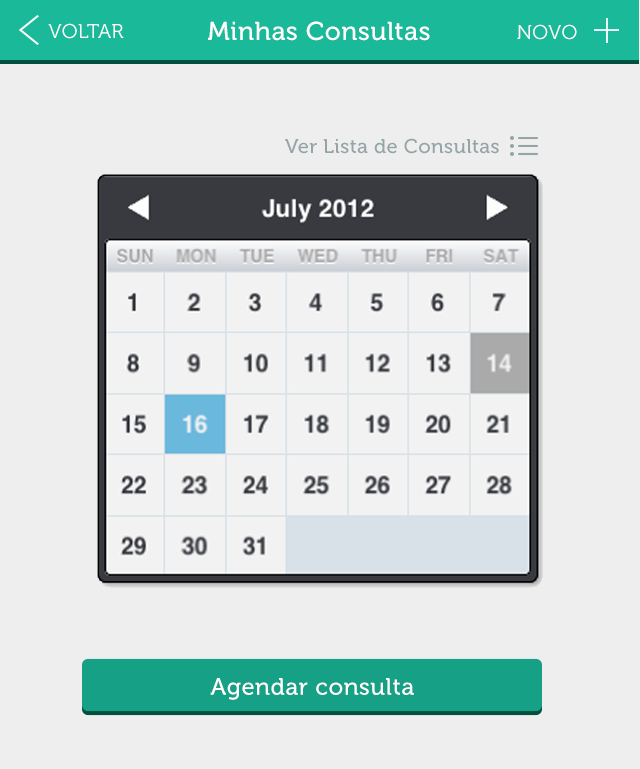 VOLTAR Minhas Consultas NOVO
Ver Lista de Consultas
July 2012
SUN MON TUE WED THU FRI SAT
1 2 3 4 5 6 7
8 9 10 11 12 13 14
15 16 17 18 19 20 21
22 23 24 25 26 27 28
29 30 31
Agendar consulta